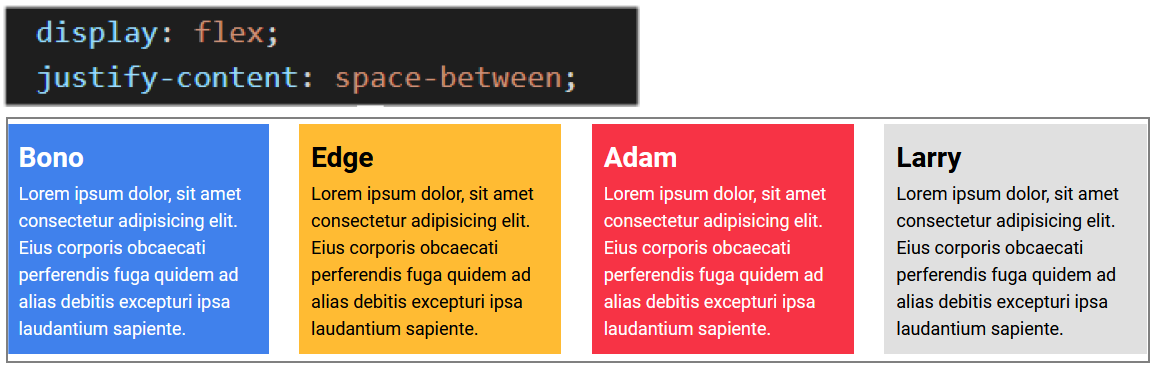 display: flex;
justify-content: space-between;
Bono
Lorem ipsum dolor, sit amet
consectetur adipisicing elit.
Eius corporis obcaecati
perferendis fuga quidem ad
alias debitis excepturi ipsa
laudantium sapiente.
Edge
Lorem ipsum dolor, sit amet
consectetur adipisicing elit.
Eius corporis obcaecati
perferendis fuga quidem ad
alias debitis excepturi ipsa
laudantium sapiente.
Adam
Lorem ipsum dolor, sit amet
consectetur adipisicing elit.
Eius corporis obcaecati
perferendis fuga quidem ad
alias debitis excepturi ipsa
laudantium sapiente.
Larry
Lorem ipsum dolor, sit amet
consectetur adipisicing elit.
Eius corporis obcaecati
perferendis fuga quidem ad
alias debitis excepturi ipsa
laudantium sapiente.